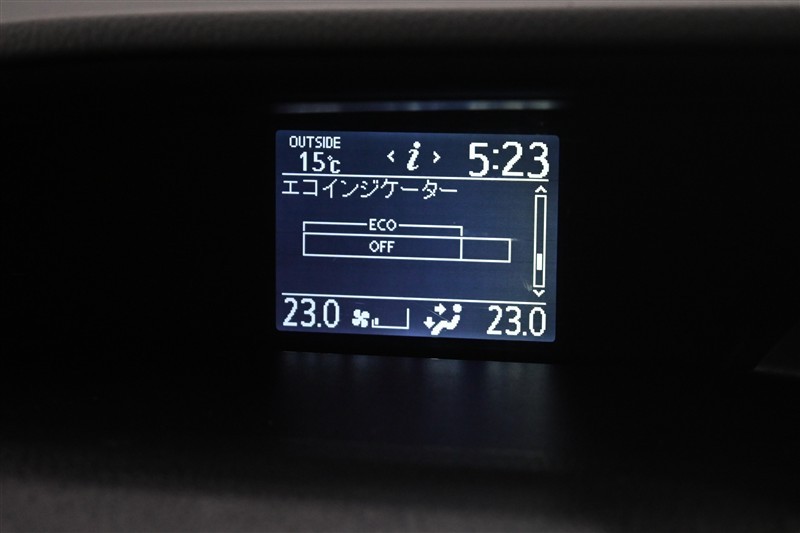 OUTSIDE
15℃
< i >
5:23
エコインジケーター
ECO
OFF
23.0
23.0